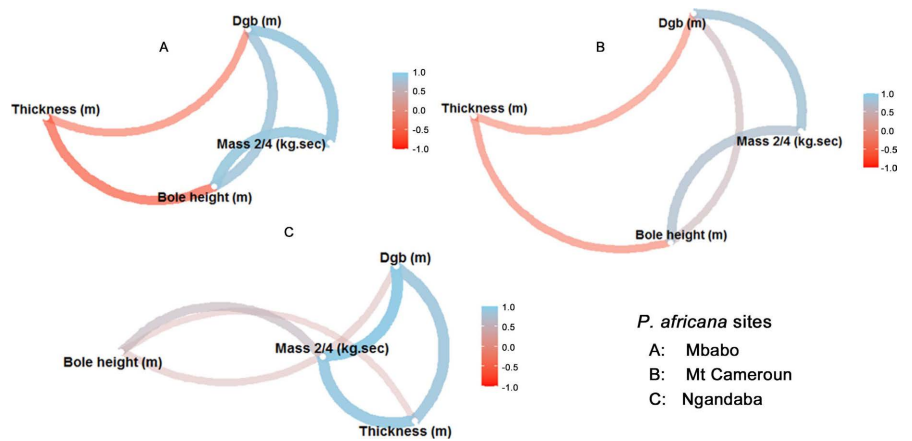 A
Dgb (m)
Thickness (m)
Mass 2/4 (kg.sec)
Bole height (m)
1.0
0.5
0.0
-0.5
-1.0
B
Dgb (m)
Thickness (m)
Mass 2/4 (kg.sec)
Bole height (m)
1.0
0.5
0.0
-0.5
-1.0
C
Dgb (m)
Mass 2/4 (kg.sec)
Bole height (m)
Thickness (m)
1.0
0.5
0.0
-0.5
-1.0
P. africana sites
A: Mbabo
B: Mt Cameroun
C: Ngandaba